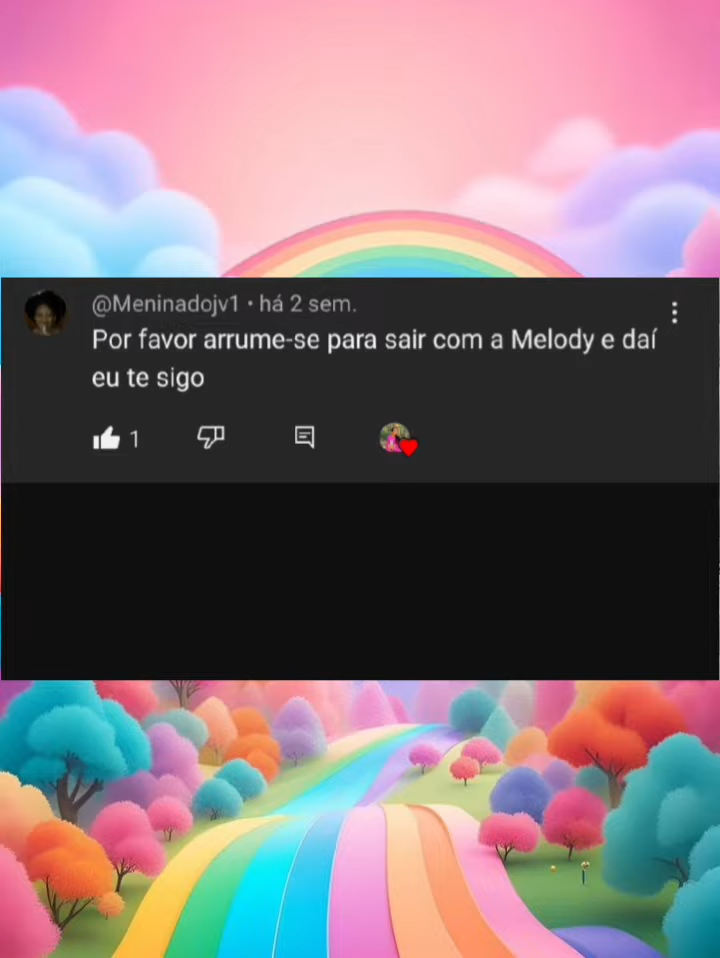 @Meninadojv1 • há 2 sem.
Por favor arrume-se para sair com a Melody e daí
eu te sigo
1